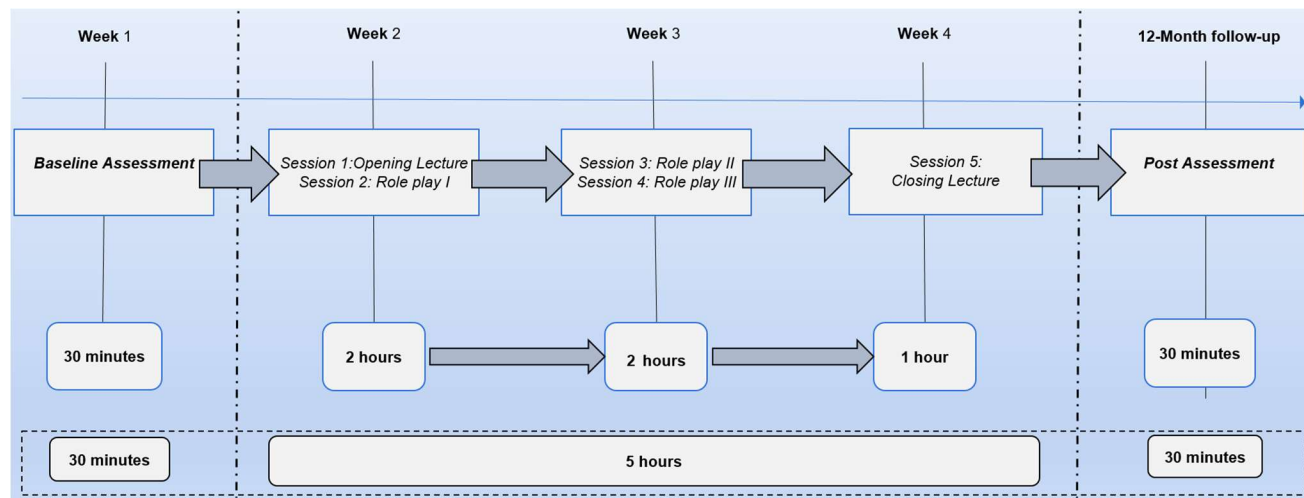 Week 1
Week 2
Week 3
Week 4
12-Month follow-up
Baseline Assessment
Session 1:Opening Lecture
Session 2: Role play I
Session 3: Role play II
Session 4: Role play III
Session 5:
Closing Lecture
Post Assessment
30 minutes
2 hours
2 hours
1 hour
30 minutes
30 minutes
5 hours
30 minutes